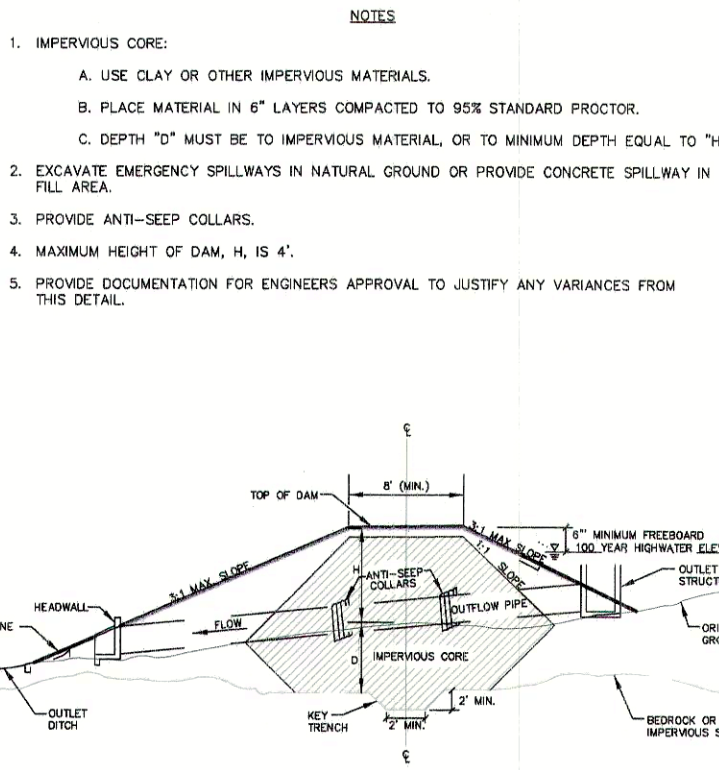 NOTES
1. IMPERVIOUS CORE:
A. USE CLAY OR OTHER IMPERVIOUS MATERIALS.
B. PLACE MATERIAL IN 6" LAYERS COMPACTED TO 95% STANDARD PROCTOR.
C. DEPTH "D" MUST BE TO IMPERVIOUS MATERIAL, OR TO MINIMUM DEPTH EQUAL TO "H
2. EXCAVATE EMERGENCY SPILLWAYS IN NATURAL GROUND OR PROVIDE CONCRETE SPILLWAY IN
FILL AREA.
3. PROVIDE ANTI-SEEP COLLARS.
4. MAXIMUM HEIGHT OF DAM, H, IS 4'.
5. PROVIDE DOCUMENTATION FOR ENGINEERS APPROVAL TO JUSTIFY ANY VARIANCES FROM
THIS DETAIL.
℄
8' (MIN.)
TOP OF DAM
3:1 MAX SLOPE
6"' MINIMUM FREEBOARD
100 YEAR HIGHWATER ELE
1:1 SLOPE
3:1 MAX SLOPE
H
ANTI-SEEP
COLLARS
OUTLET
STRUCT
HEADWALL
OUTFLOW PIPE
FLOW
NE
ORI
GRO
D
IMPERVIOUS CORE
2' MIN.
OUTLET
DITCH
KEY
TRENCH
2' MIN.
BEDROCK OR
IMPERVIOUS S
℄